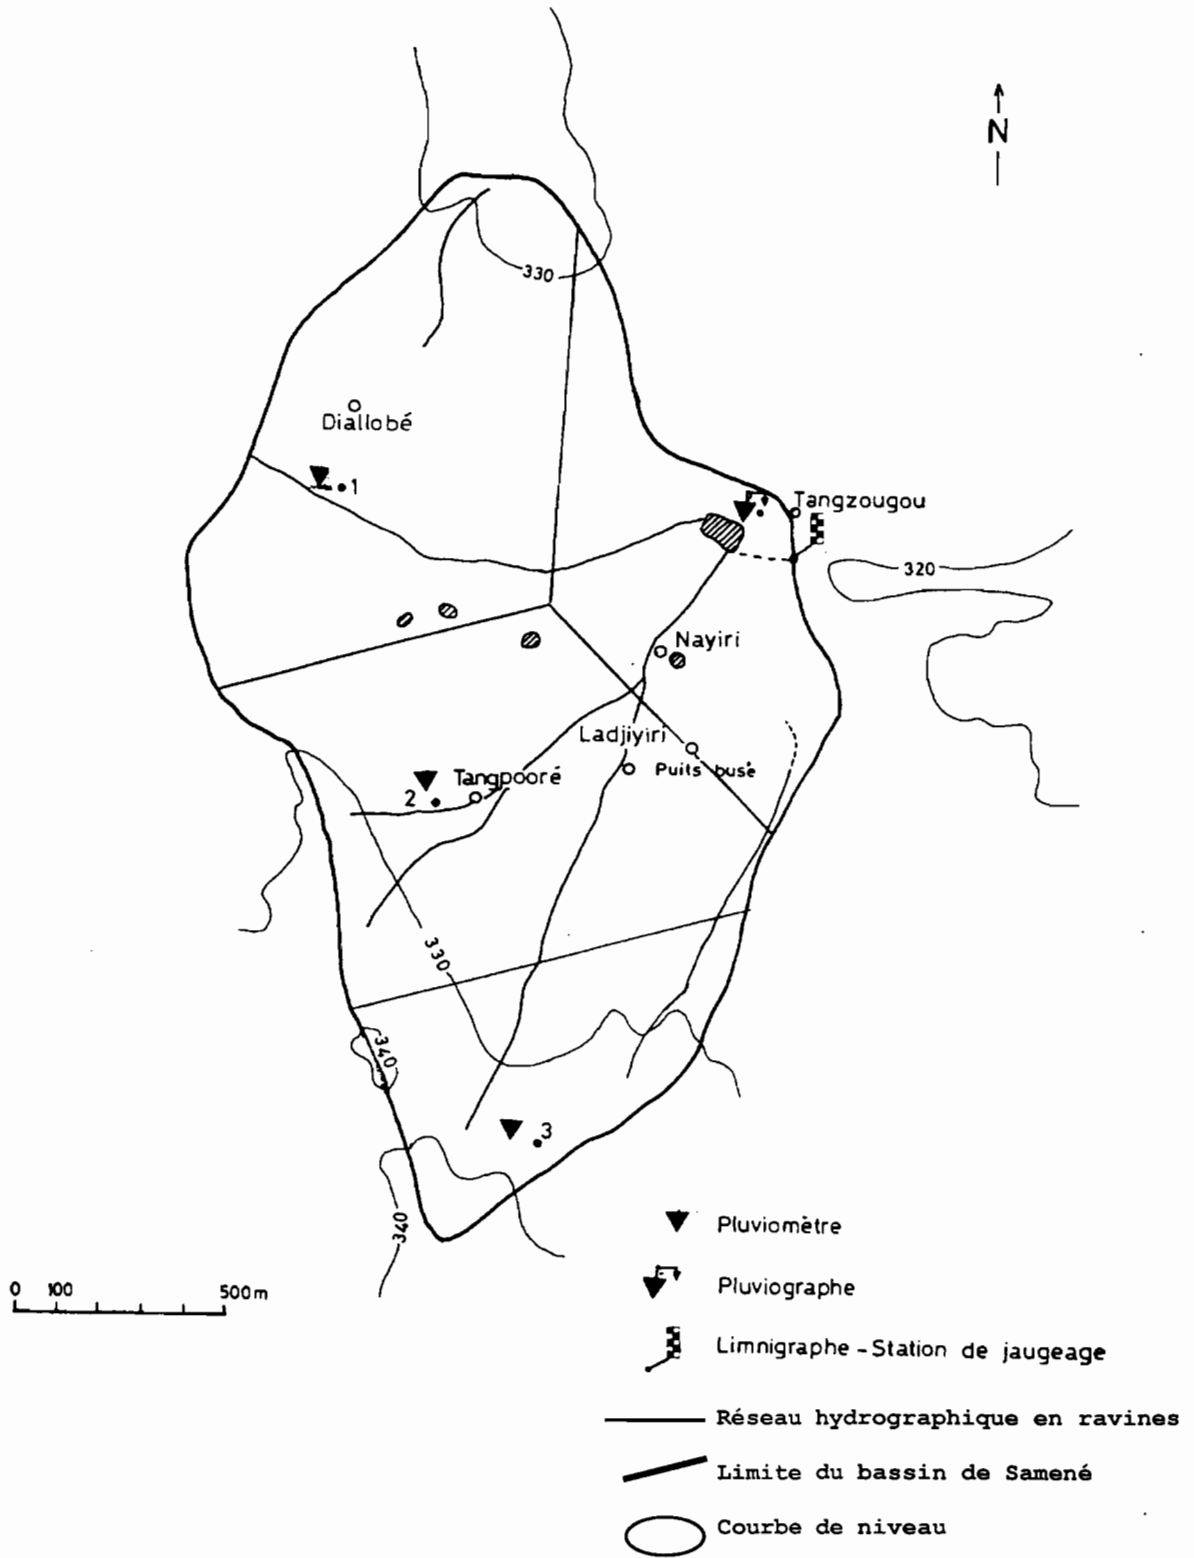 N
330
Diallobé
1
Tangzougou
320
Nayiri
Ladjiyiri
Puits busé
Tangpooré
2
330
340
3
340
0 100 500m
Pluviomètre
Pluviographe
Limnigraphe - Station de jaugeage
Réseau hydrographique en ravines
Limite du bassin de Samené
Courbe de niveau